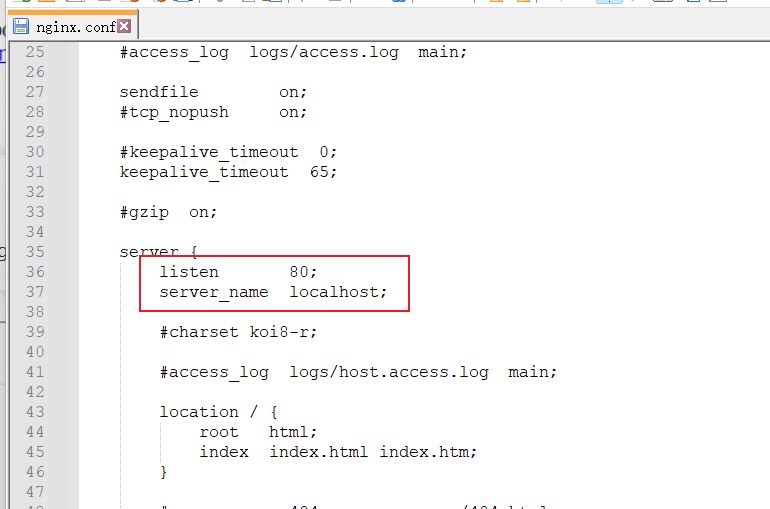 nginx.conf
25 #access_log  logs/access.log  main;
26
27 sendfile        on;
28 #tcp_nopush     on;
29
30 #keepalive_timeout  0;
31 keepalive_timeout  65;
32
33 #gzip  on;
34
35 server {
36     listen       80;
37     server_name  localhost;
38
39     #charset koi8-r;
40
41     #access_log  logs/host.access.log  main;
42
43     location / {
44         root   html;
45         index  index.html index.htm;
46     }
47